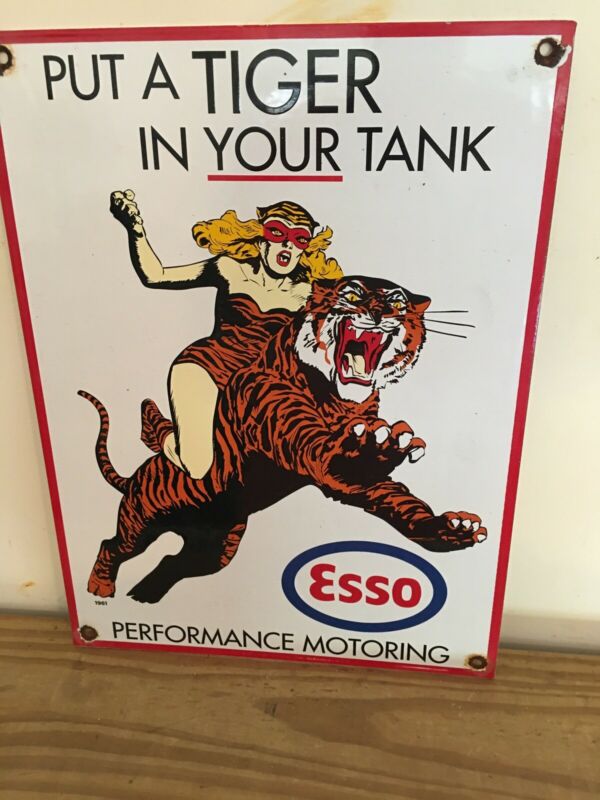 PUT A TIGER
IN YOUR TANK
1961
Esso
PERFORMANCE MOTORING